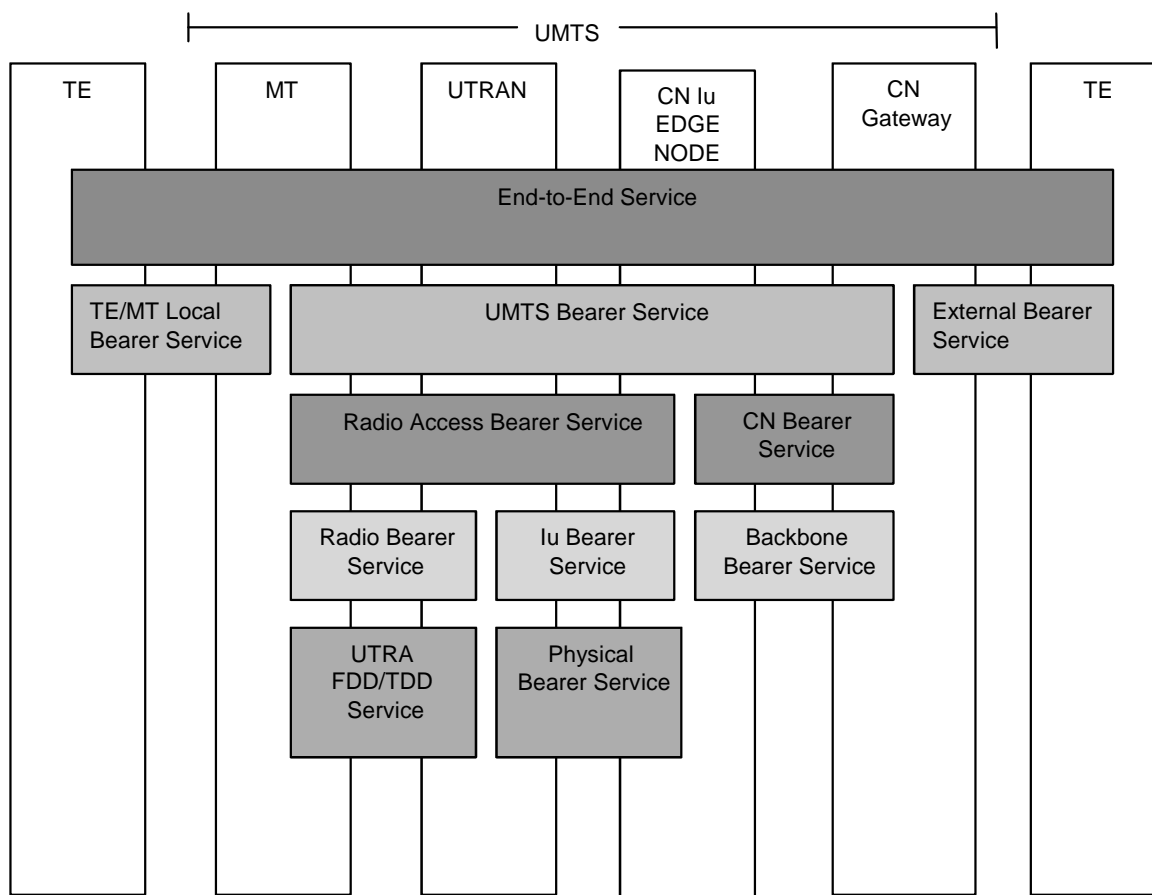 UMTS
TE
MT
UTRAN
CN Iu
EDGE
NODE
CN
Gateway
TE
End-to-End Service
TE/MT Local
Bearer Service
UMTS Bearer Service
External Bearer
Service
Radio Access Bearer Service
CN Bearer
Service
Radio Bearer
Service
Iu Bearer
Service
Backbone
Bearer Service
UTRA
FDD/TDD
Service
Physical
Bearer Service